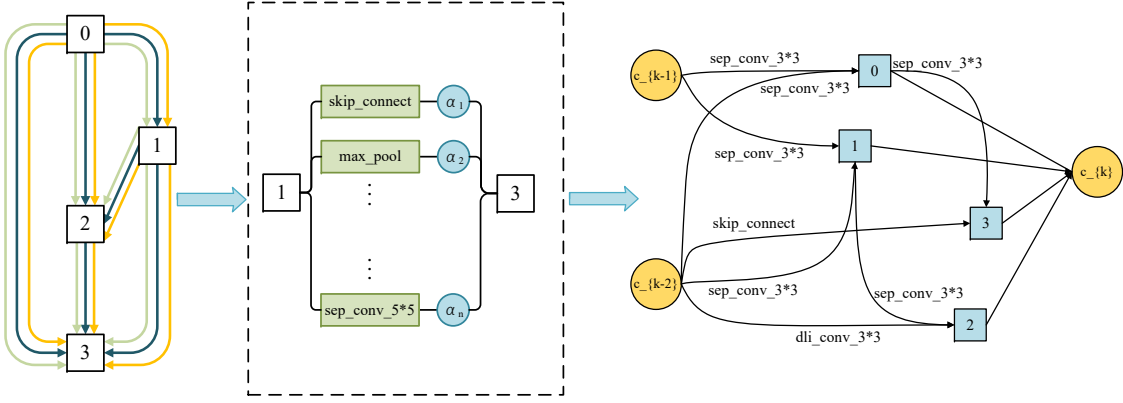 0
1
2
3
1
skip_connect
α 1
max_pool
α 2
⋮
⋮
sep_conv_5*5
α n
3
c_{k-1}
sep_conv_3*3
sep_conv_3*3
0
sep_conv_3*3
sep_conv_3*3
1
c_{k}
skip_connect
3
c_{k-2}
sep_conv_3*3
sep_conv_3*3
2
dli_conv_3*3